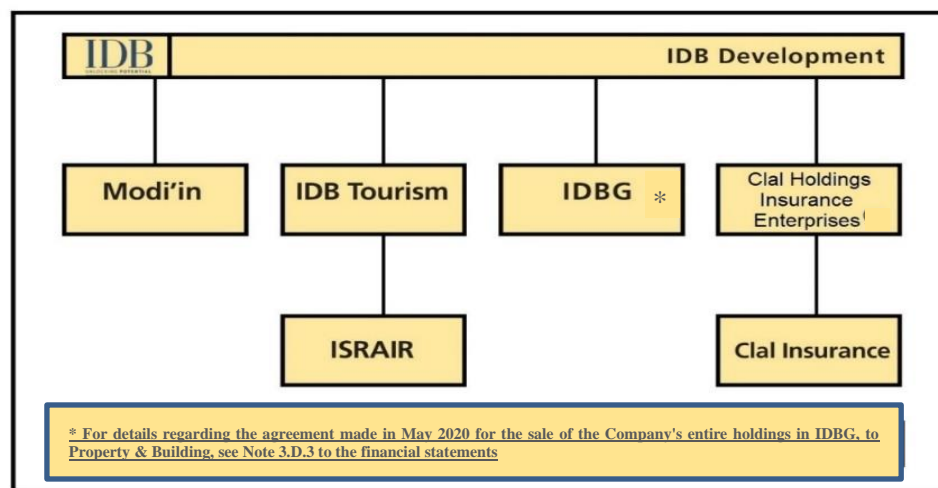 IDB
UNLOCKING POTENTIAL
IDB Development
Modi'in
IDB Tourism
IDBG *
Clal Holdings
Insurance
Enterprises
ISRAIR
Clal Insurance
* For details regarding the agreement made in May 2020 for the sale of the Company's entire holdings in IDBG, to
Property & Building, see Note 3.D.3 to the financial statements